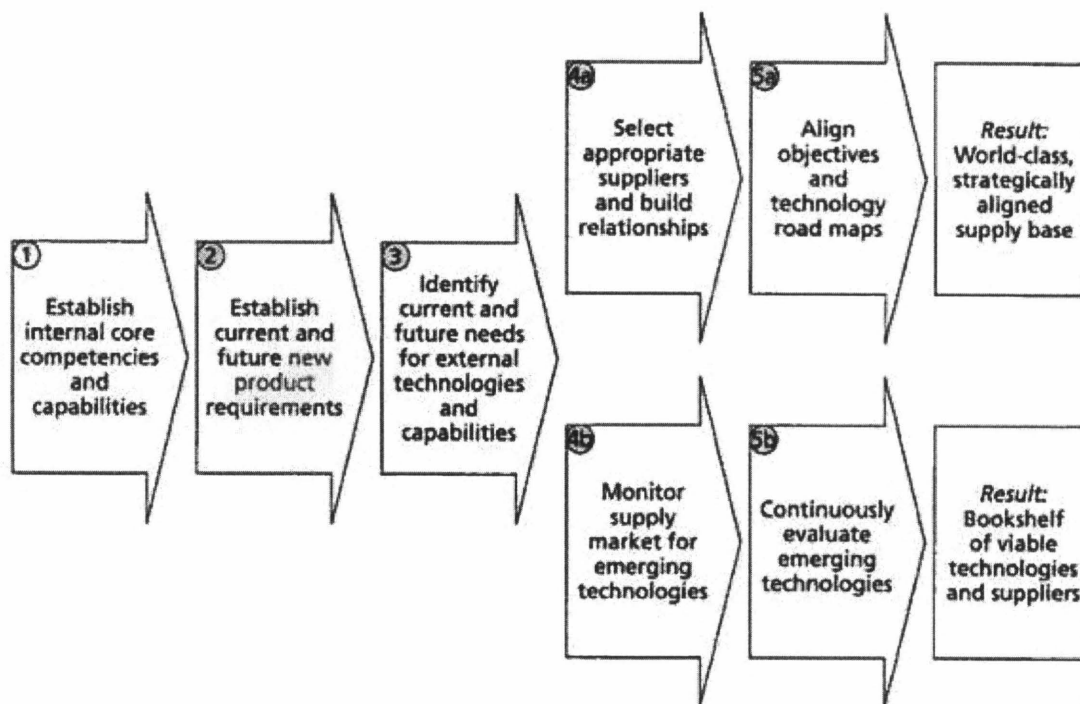 1
Establish
internal core
competencies
and
capabilities
2
Establish
current and
future new
product
requirements
3
Identify
current and
future needs
for external
technologies
and
capabilities
4a
Select
appropriate
suppliers
and build
relationships
5a
Align
objectives
and
technology
road maps
Result:
World-class,
strategically
aligned
supply base
4b
Monitor
supply
market for
emerging
technologies
5b
Continuously
evaluate
emerging
technologies
Result:
Bookshelf
of viable
technologies
and suppliers